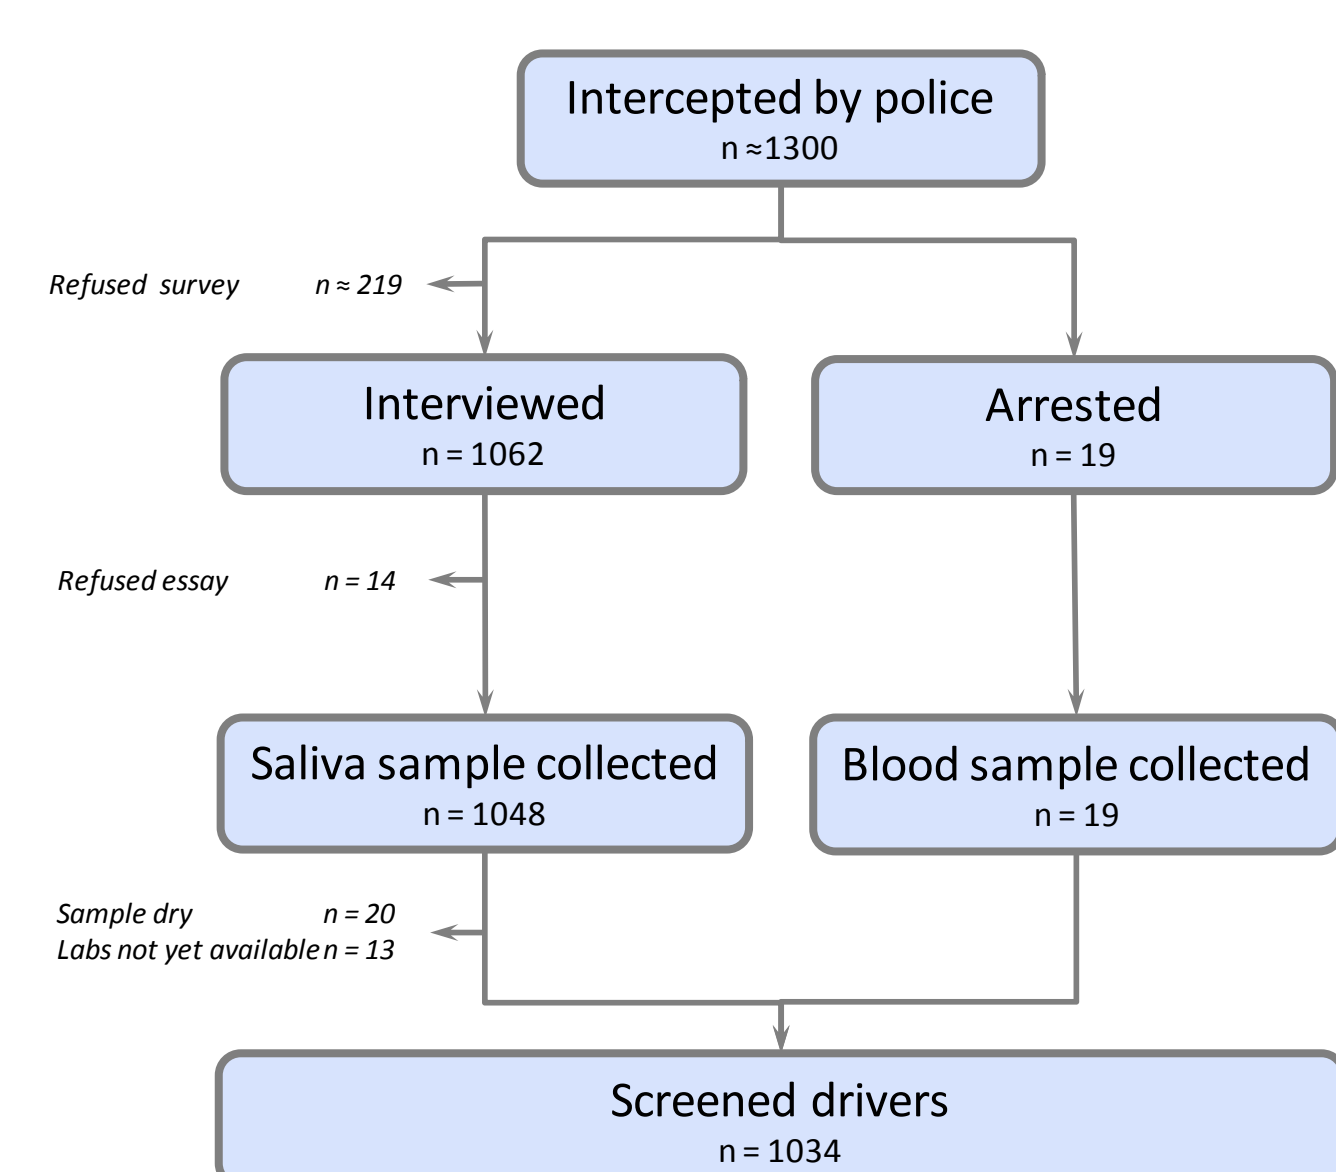 Intercepted by police
n ≈1300
Refused survey n ≈ 219
Interviewed
n = 1062
Arrested
n = 19
Refused essay n = 14
Saliva sample collected
n = 1048
Blood sample collected
n = 19
Sample dry n = 20
Labs not yet available n = 13
Screened drivers
n = 1034